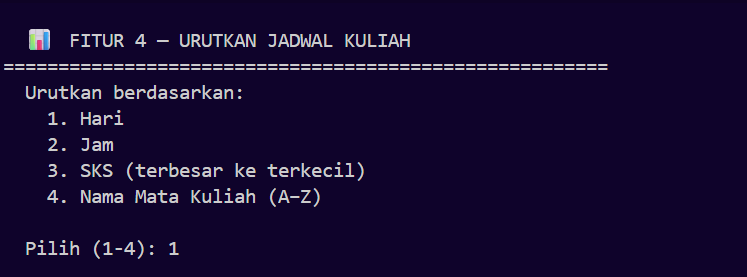 📊 FITUR 4 — URUTKAN JADWAL KULIAH
=======================================================
Urutkan berdasarkan:
1. Hari
2. Jam
3. SKS (terbesar ke terkecil)
4. Nama Mata Kuliah (A–Z)
Pilih (1-4): 1